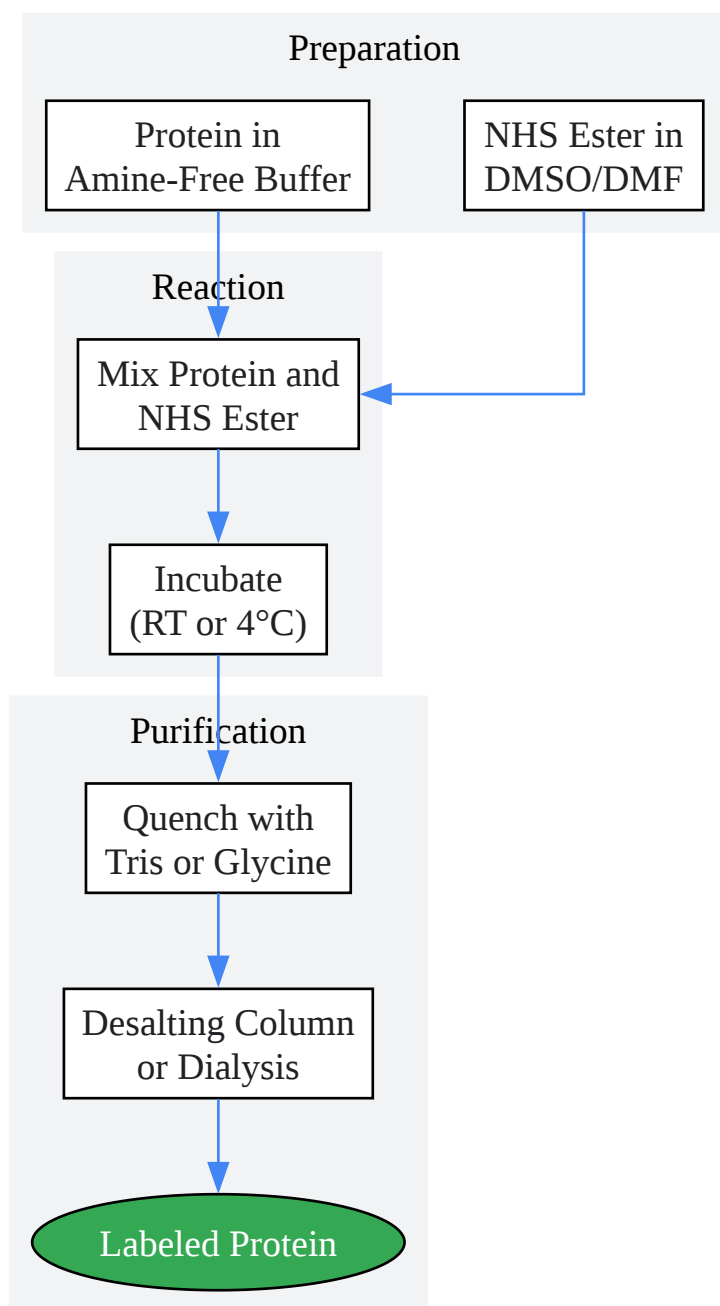 Preparation
Protein in
Amine-Free Buffer
NHS Ester in
DMSO/DMF
Reaction
Mix Protein and
NHS Ester
Incubate
(RT or 4°C)
Purification
Quench with
Tris or Glycine
Desalting Column
or Dialysis
Labeled Protein